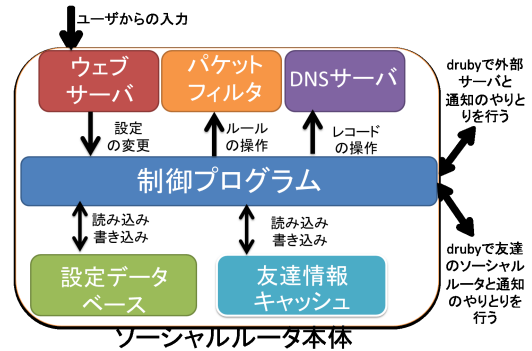 ユーザからの入力
ウェブ
サーバ
パケット
フィルタ
DNSサーバ
drubyで外部
サーバと
通知のやりと
りを行う
設定
の変更
ルール
の操作
レコード
の操作
制御プログラム
読み込み
書き込み
読み込み
書き込み
drubyで友達
のソーシャル
ルータと通知
のやりとりを
行う
設定データ
ベース
友達情報
キャッシュ
ソーシャルルータ本体